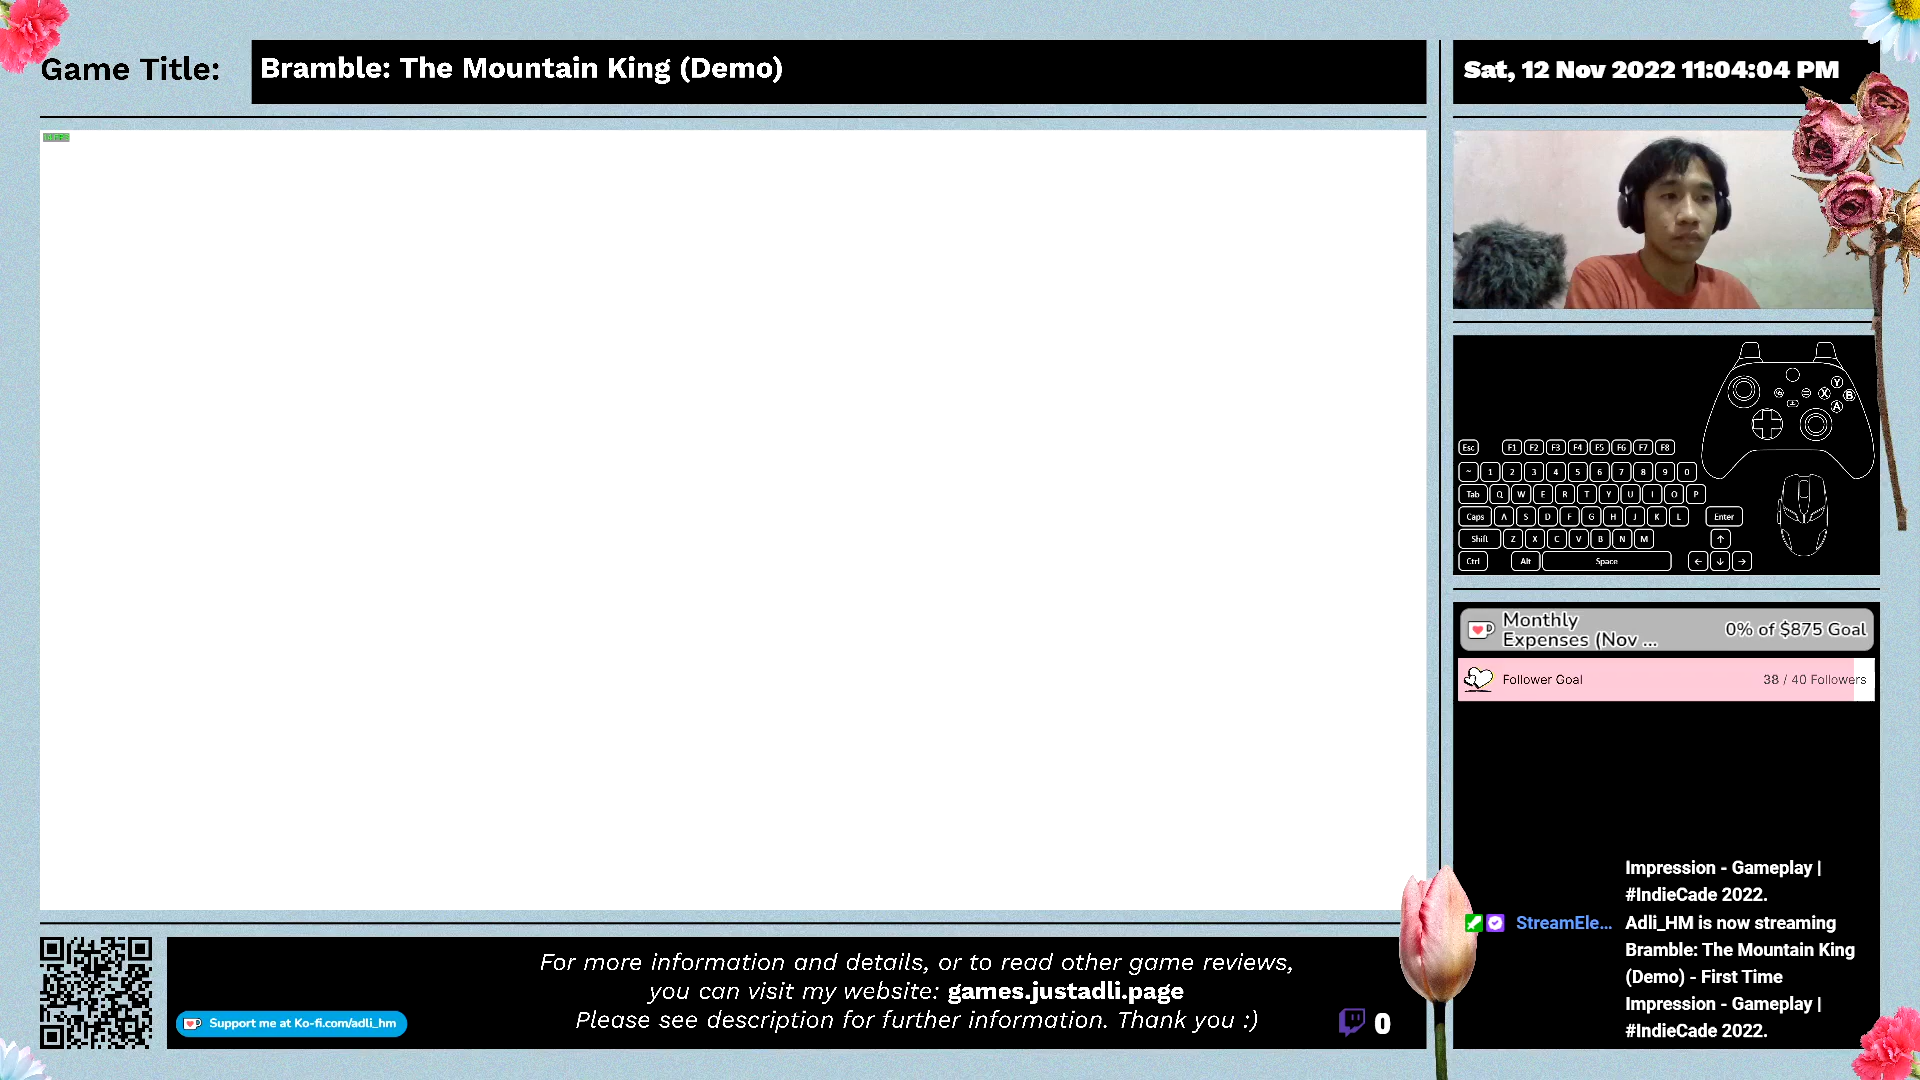 Game Title:
Bramble: The Mountain King (Demo)
Sat, 12 Nov 2022 11:04:04 PM
Y
X
B
A
Esc
F1
F2
F3
F4
F5
F6
F7
F8
~
1
2
3
4
5
6
7
8
9
0
Tab
Q
W
E
R
T
Y
U
I
O
P
Caps
A
S
D
F
G
H
J
K
L
Enter
Shift
Z
X
C
V
B
N
M
↑
Ctrl
Alt
Space
←
↓
→
Monthly
Expenses (Nov ...
0% of $875 Goal
Follower Goal
38 / 40 Followers
Impression - Gameplay |
#IndieCade 2022.
StreamEle... Adli_HM is now streaming
Bramble: The Mountain King
(Demo) - First Time
Impression - Gameplay |
#IndieCade 2022.
For more information and details, or to read other game reviews,
you can visit my website: games.justadli.page
Please see description for further information. Thank you :)
Support me at Ko-fi.com/adli_hm
0